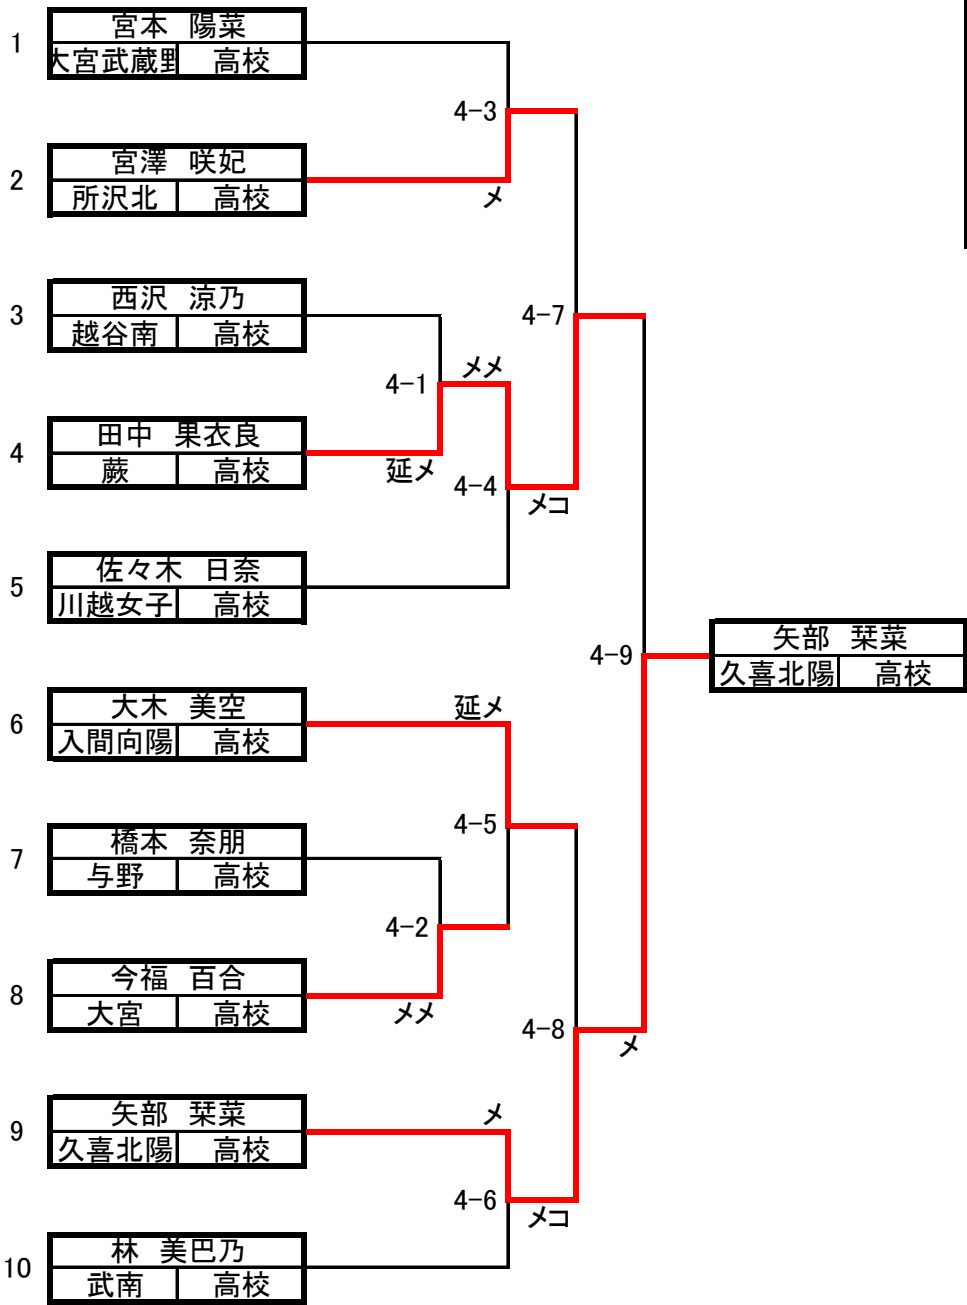 1
宮本 陽菜
大宮武蔵野 高校
4-3
2
宮澤 咲妃
所沢北 高校
メ
3
西沢 涼乃
越谷南 高校
4-7
メメ
4-1
4
田中 果衣良
蕨 高校
延メ
4-4
メコ
5
佐々木 日奈
川越女子 高校
4-9
矢部 栞菜
久喜北陽 高校
6
大木 美空
入間向陽 高校
延メ
4-5
7
橋本 奈朋
与野 高校
4-2
8
今福 百合
大宮 高校
メメ
4-8
メ
9
矢部 栞菜
久喜北陽 高校
メ
4-6
メコ
10
林 美巴乃
武南 高校